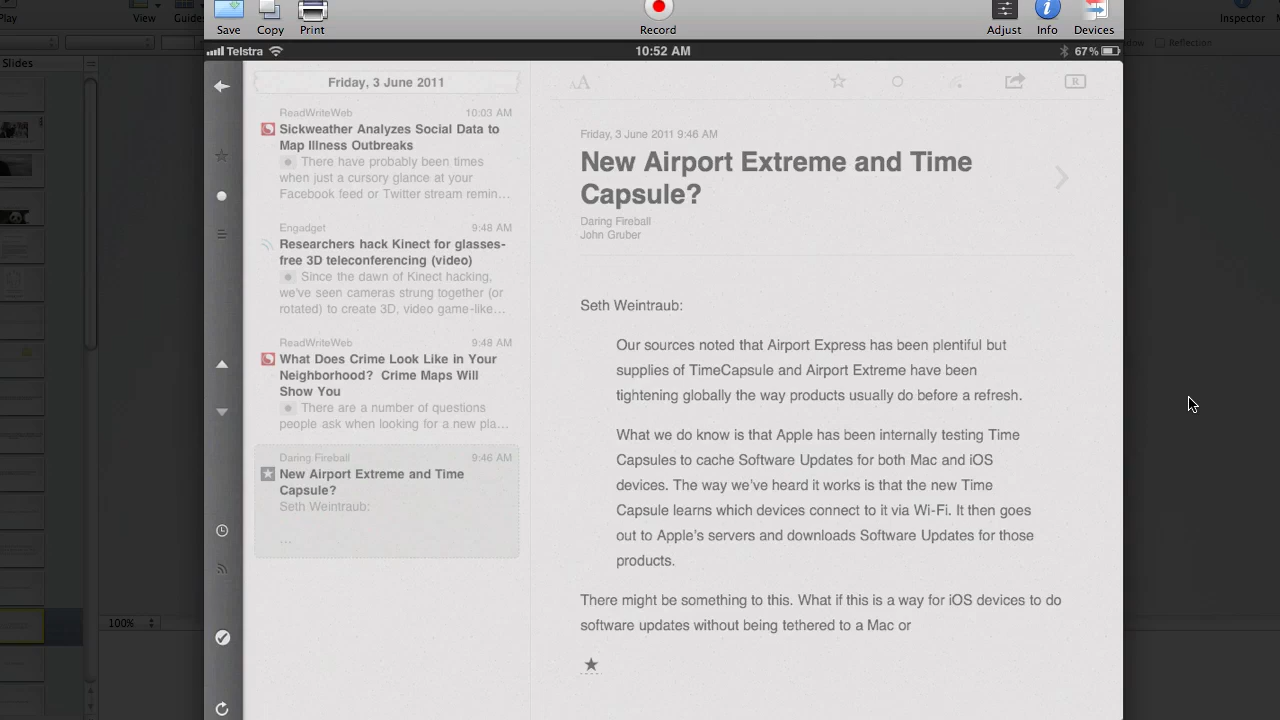 View
Guides
Save
Copy
Print
Record
Adjust
Info
Devices
Inspector
Slides
Reflection
100%
Telstra
10:52 AM
67%
Friday, 3 June 2011
ReadWriteWeb
10:03 AM
Sickweather Analyzes Social Data to
Map Illness Outbreaks
There have probably been times
when just a cursory glance at your
Facebook feed or Twitter stream remin…
Engadget
9:48 AM
Researchers hack Kinect for glasses-
free 3D teleconferencing (video)
Since the dawn of Kinect hacking,
we've seen cameras strung together (or
rotated) to create 3D, video game-like…
ReadWriteWeb
9:48 AM
What Does Crime Look Like in Your
Neighborhood? Crime Maps Will
Show You
There are a number of questions
people ask when looking for a new pla…
Daring Fireball
9:46 AM
New Airport Extreme and Time
Capsule?
Seth Weintraub:
…
AA
R
Friday, 3 June 2011 9:46 AM
New Airport Extreme and Time
Capsule?
Daring Fireball
John Gruber
Seth Weintraub:
Our sources noted that Airport Express has been plentiful but
supplies of TimeCapsule and Airport Extreme have been
tightening globally the way products usually do before a refresh.
What we do know is that Apple has been internally testing Time
Capsules to cache Software Updates for both Mac and iOS
devices. The way we've heard it works is that the new Time
Capsule learns which devices connect to it via Wi-Fi. It then goes
out to Apple's servers and downloads Software Updates for those
products.
There might be something to this. What if this is a way for iOS devices to do
software updates without being tethered to a Mac or